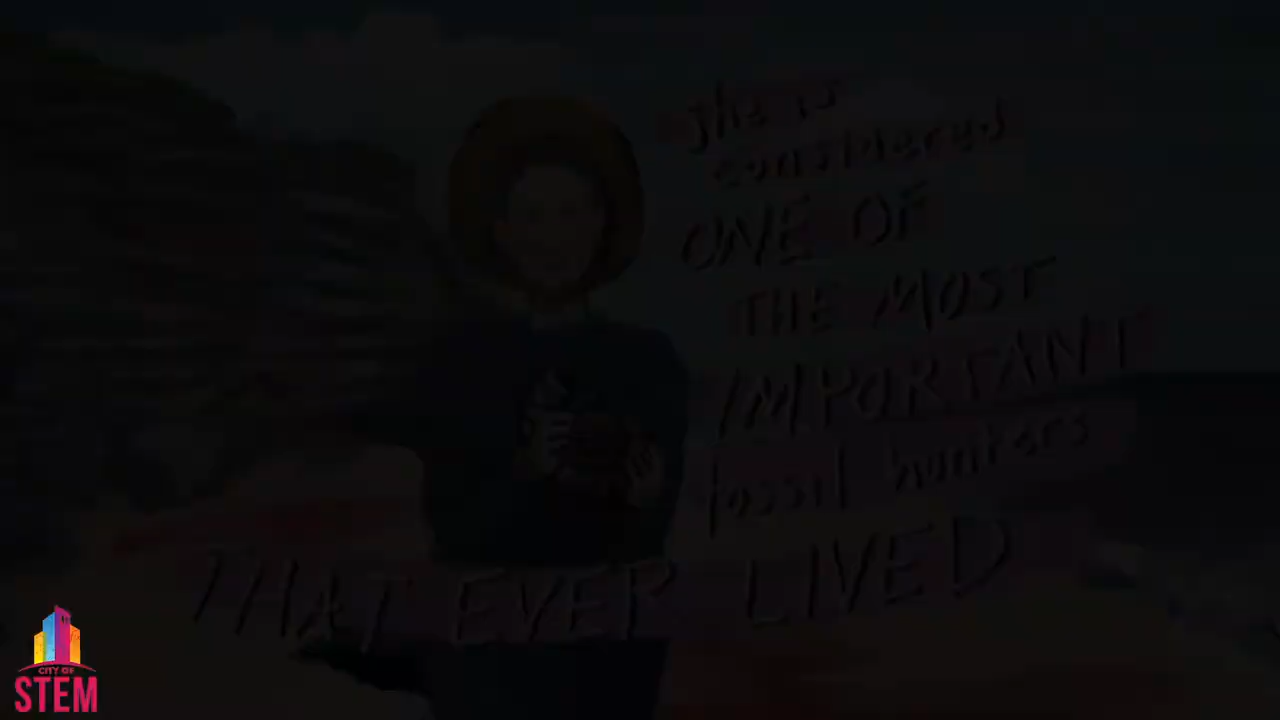 she is
considered
ONE OF
THE MOST
IMPORTANT
fossil hunters
THAT EVER LIVED
CITY OF
STEM